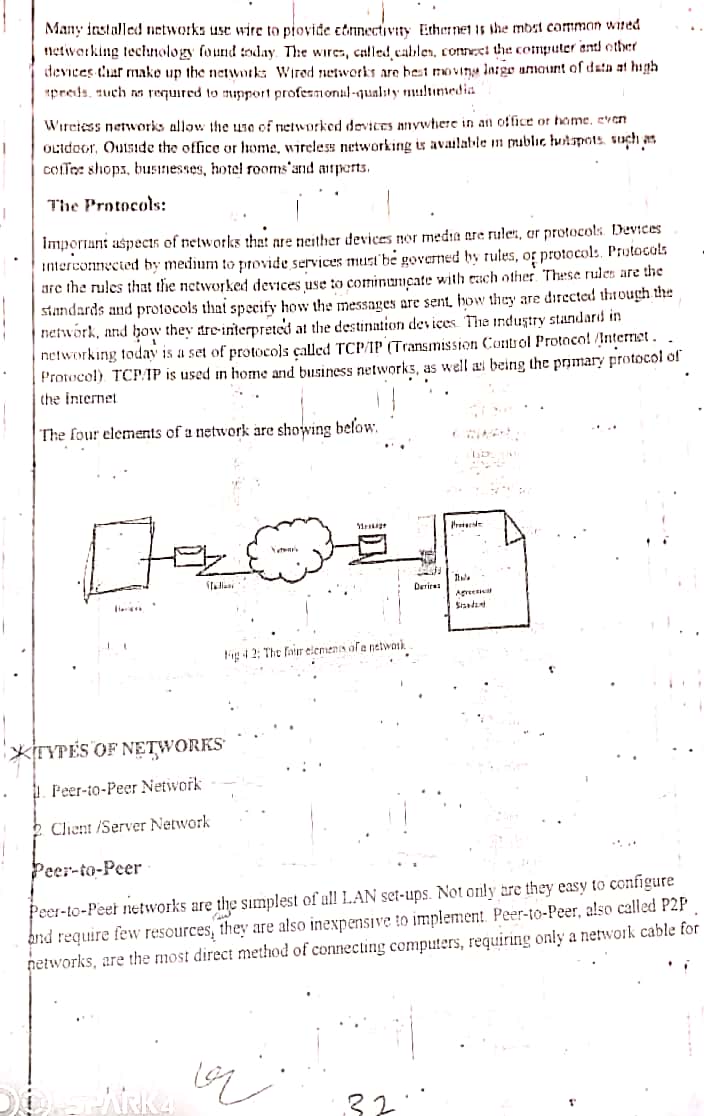 Many installed networks use wire to provide connectivity Ethernet is the most common wired
networking technology found today. The wires, called cables, connect the computer and other
devices that make up the networks Wired networks are best moving large amount of data at high
speeds, such as required to support professional-quality multimedia
Wireless networks allow the use of networked devices anywhere in an office or home, even
outdoor. Outside the office or home, wireless networking is available in public hotspots, such as
coffee shops, businesses, hotel rooms and airports.
The Protocols:
Important aspects of networks that are neither devices nor media are rules, or protocols. Devices
interconnected by medium to provide services must be governed by rules, or protocols. Protocols
are the rules that the networked devices use to communicate with each other. These rules are the
standards and protocols that specify how the messages are sent, how they are directed through the
network, and how they are interpreted at the destination devices. The industry standard in
networking today is a set of protocols called TCP/IP (Transmission Control Protocol /Internet
Protocol). TCP/IP is used in home and business networks, as well as being the primary protocol of
the internet
The four elements of a network are showing below.
Message
Protocols
Network
Medium
Devices
Rule
Agreement
Standard
Devices
Fig 4.2: The four elements of a network
TYPES OF NETWORKS
1. Peer-to-Peer Network
2. Client /Server Network
Peer-to-Peer
Peer-to-Peer networks are the simplest of all LAN set-ups. Not only are they easy to configure
and require few resources, they are also inexpensive to implement. Peer-to-Peer, also called P2P
networks, are the most direct method of connecting computers, requiring only a network cable for
32
SPARK 4